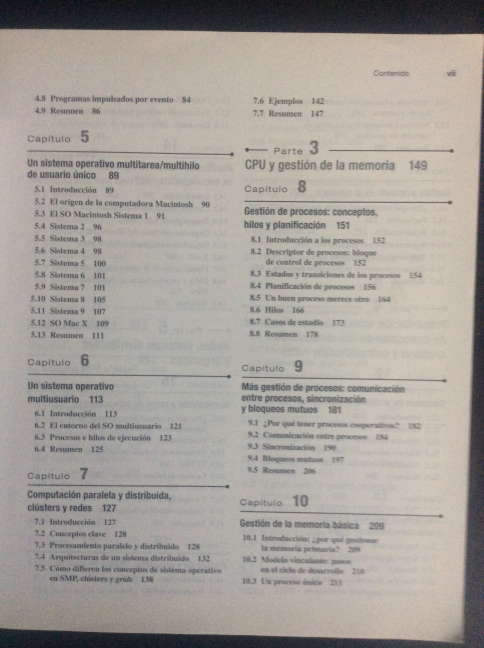 Contenido vii
4.8 Programas impulsados por evento 84
4.9 Resumen 86
Capítulo 5
Un sistema operativo multitarea/multihilo
de usuario único 89
5.1 Introducción 89
5.2 El origen de la computadora Macintosh 90
5.3 El SO Macintosh Sistema 1 91
5.4 Sistema 2 96
5.5 Sistema 3 98
5.6 Sistema 4 98
5.7 Sistema 5 100
5.8 Sistema 6 101
5.9 Sistema 7 101
5.10 Sistema 8 105
5.11 Sistema 9 107
5.12 SO Mac X 109
5.13 Resumen 111
Capítulo 6
Un sistema operativo
multiusuario 113
6.1 Introducción 113
6.2 El entorno del SO multiusuario 121
6.3 Procesos e hilos de ejecución 123
6.4 Resumen 125
Capítulo 7
Computación paralela y distribuida,
clústers y redes 127
7.1 Introducción 127
7.2 Conceptos clave 128
7.3 Procesamiento paralelo y distribuido 128
7.4 Arquitecturas de un sistema distribuido 132
7.5 Cómo difieren los conceptos de sistema operativo
en SMP, clústers y grids 138
7.6 Ejemplos 142
7.7 Resumen 147
Parte 3
CPU y gestión de la memoria 149
Capítulo 8
Gestión de procesos: conceptos,
hilos y planificación 151
8.1 Introducción a los procesos 152
8.2 Descriptor de procesos: bloque
de control de procesos 152
8.3 Estados y transiciones de los procesos 154
8.4 Planificación de procesos 156
8.5 Un buen proceso merece otro 164
8.6 Hilos 166
8.7 Casos de estudio 173
8.8 Resumen 178
Capítulo 9
Más gestión de procesos: comunicación
entre procesos, sincronización
y bloqueos mutuos 181
9.1 ¿Por qué tener procesos cooperativos? 182
9.2 Comunicación entre procesos 184
9.3 Sincronización 190
9.4 Bloqueos mutuos 197
9.5 Resumen 206
Capítulo 10
Gestión de la memoria básica 209
10.1 Introducción: ¿por qué gestionar
la memoria primaria? 209
10.2 Modelo vinculante: pasos
en el ciclo de desarrollo 210
10.3 Un proceso único 211